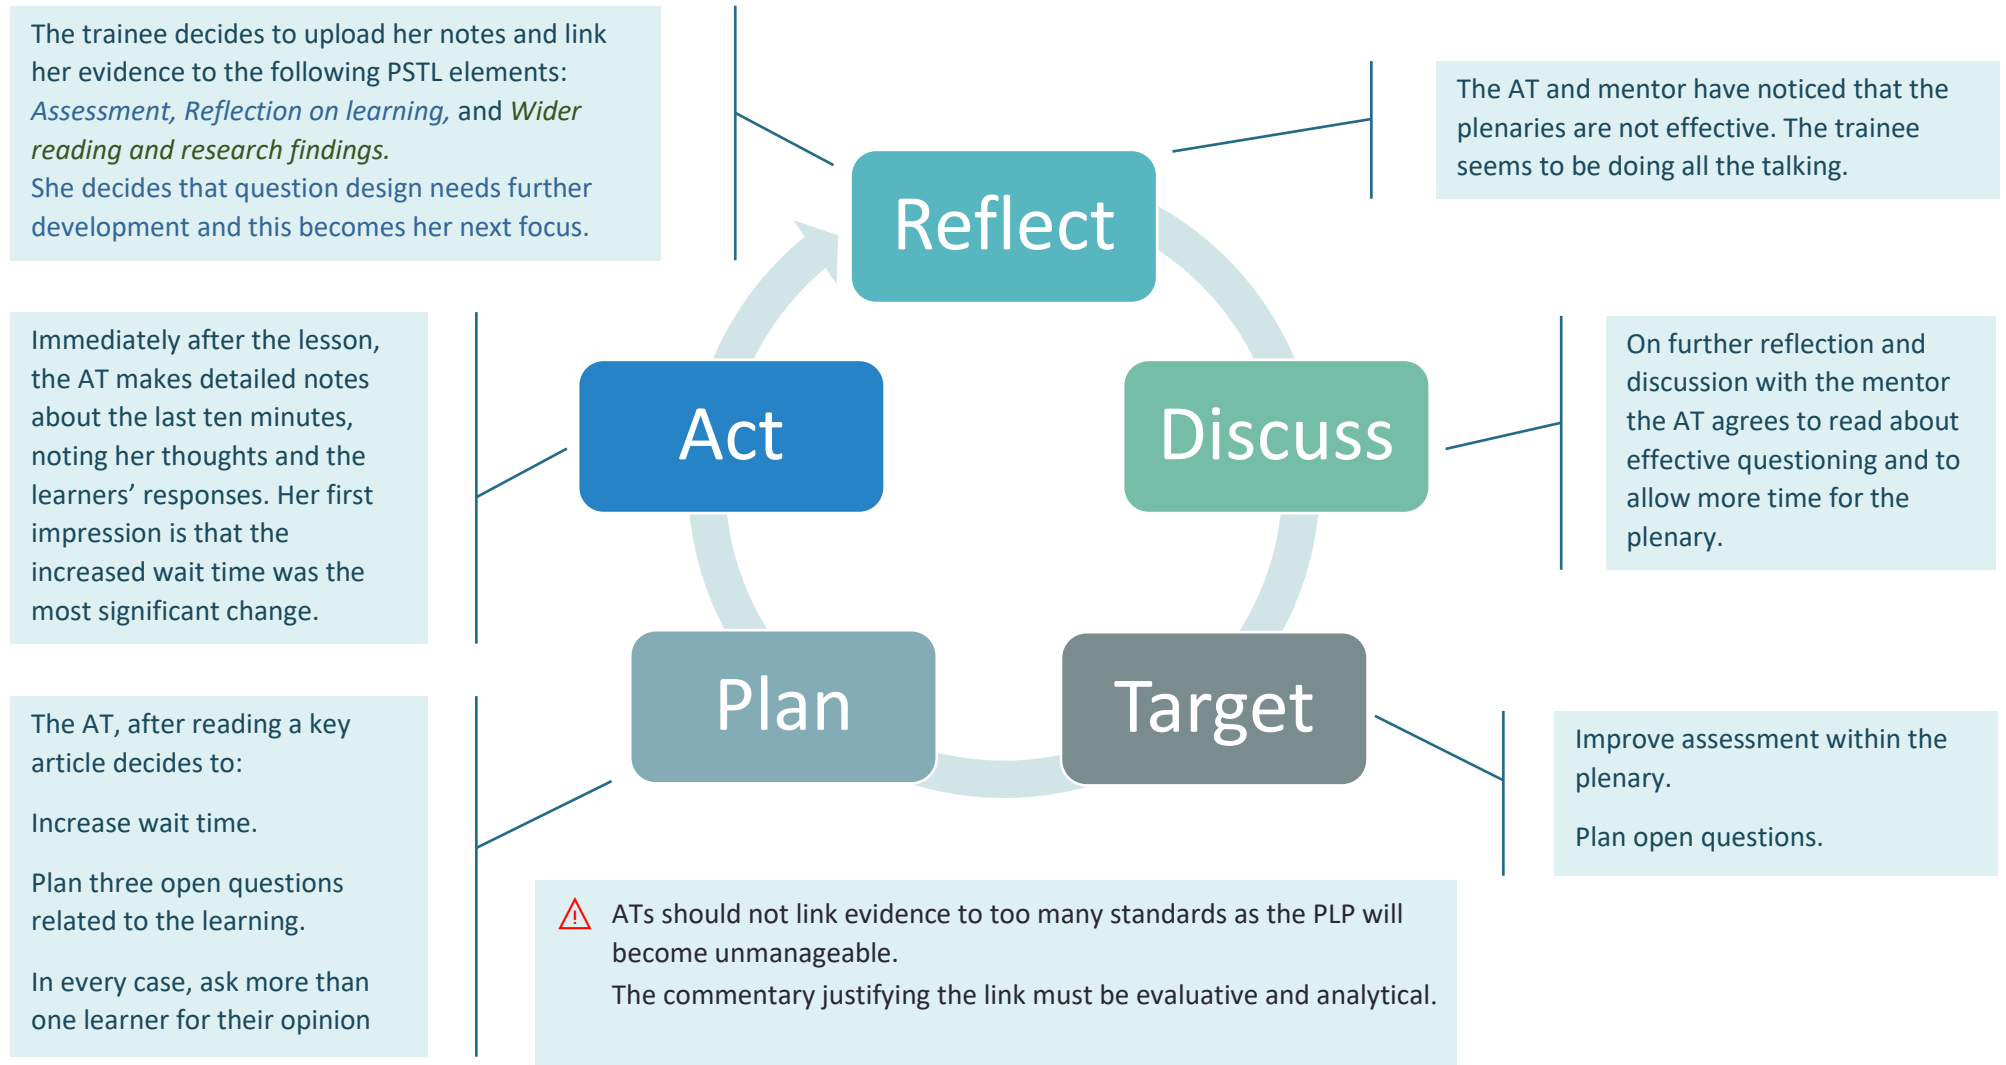 The trainee decides to upload her notes and link
her evidence to the following PSTL elements:
Assessment, Reflection on learning, and Wider
reading and research findings.
She decides that question design needs further
development and this becomes her next focus.
The AT and mentor have noticed that the
plenaries are not effective. The trainee
seems to be doing all the talking.
Reflect
Immediately after the lesson,
the AT makes detailed notes
about the last ten minutes,
noting her thoughts and the
learners’ responses. Her first
impression is that the
increased wait time was the
most significant change.
Act
Discuss
On further reflection and
discussion with the mentor
the AT agrees to read about
effective questioning and to
allow more time for the
plenary.
Plan
Target
The AT, after reading a key
article decides to:
Increase wait time.
Plan three open questions
related to the learning.
In every case, ask more than
one learner for their opinion
Improve assessment within the
plenary.
Plan open questions.
ATs should not link evidence to too many standards as the PLP will
become unmanageable.
The commentary justifying the link must be evaluative and analytical.